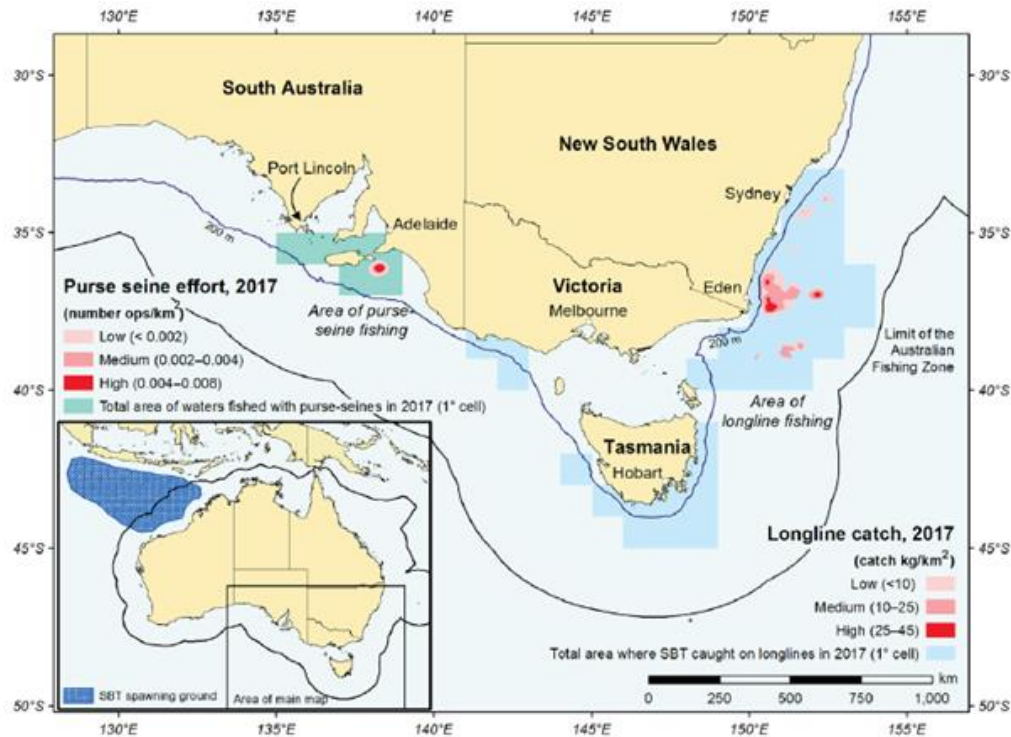 130°E 135°E 140°E 145°E 150°E 155°E
30°S
30°S
South Australia
New South Wales
Port Lincoln
Sydney
Adelaide
200 m
35°S
35°S
Purse seine effort, 2017
(number ops/km²)
Low (< 0.002)
Medium (0.002–0.004)
High (0.004–0.008)
Total area of waters fished with purse-seines in 2017 (1° cell)
Area of purse-
seine fishing
Victoria
Melbourne
Eden
200 m
Limit of the
Australian
Fishing Zone
40°S
40°S
Area of
longline fishing
Tasmania
Hobart
45°S
45°S
Longline catch, 2017
(catch kg/km²)
Low (<10)
Medium (10–25)
High (25–45)
Total area where SBT caught on longlines in 2017 (1° cell)
km
0 250 500 750 1,000
SBT spawning ground
Area of main map
50°S
50°S
130°E 135°E 140°E 145°E 150°E 155°E